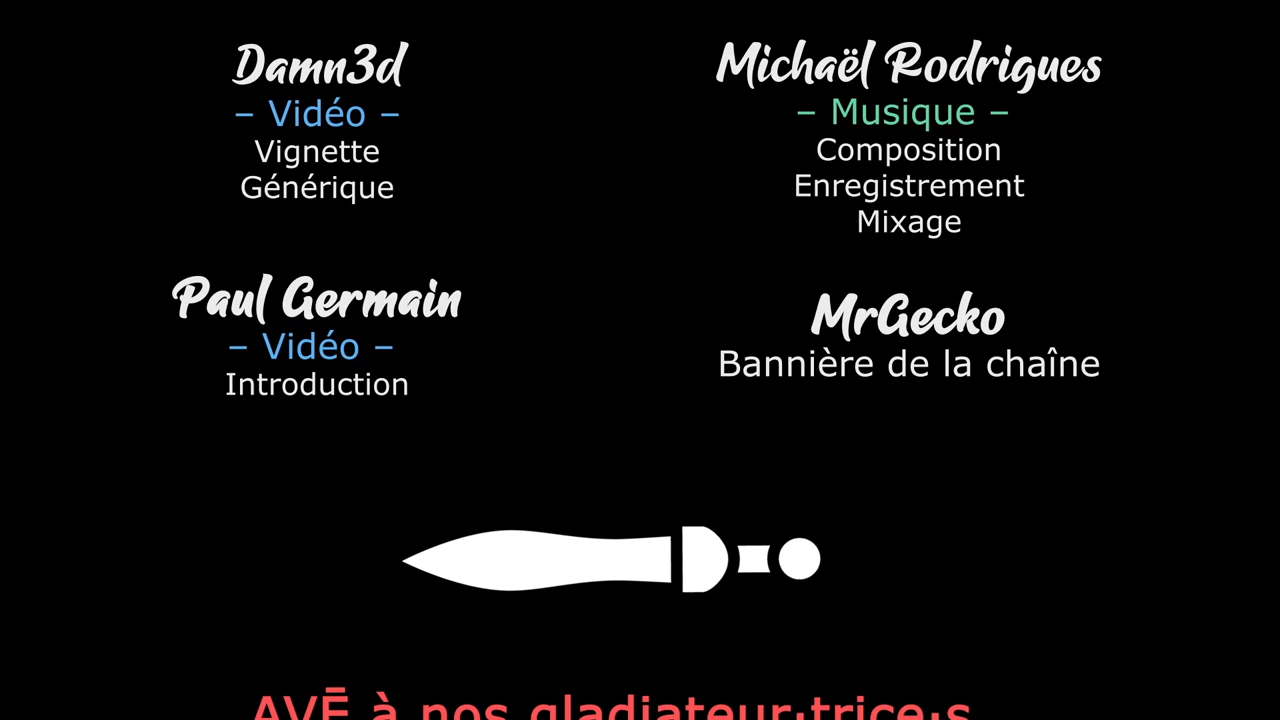 Damn3d
– Vidéo –
Vignette
Générique
Michaël Rodrigues
– Musique –
Composition
Enregistrement
Mixage
Paul Germain
– Vidéo –
Introduction
MrGecko
Bannière de la chaîne
AVĒ à nos gladiateur·trice·s